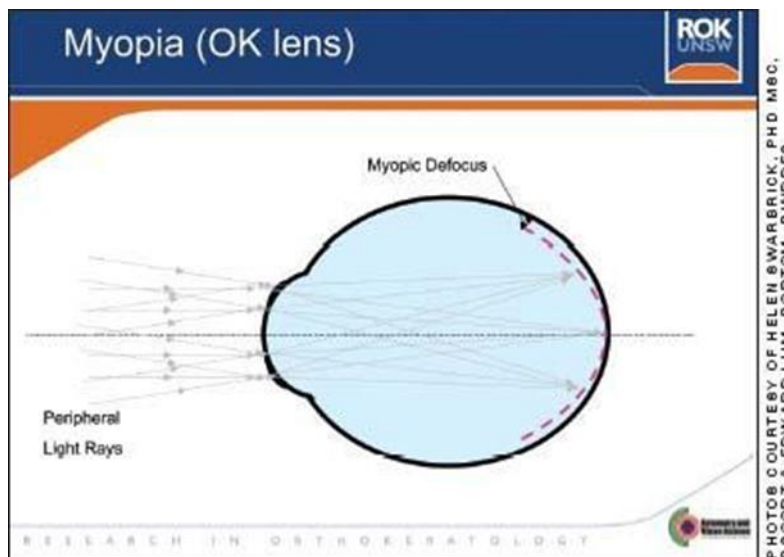 Myopia (OK lens)
ROK
UNSW
Myopic Defocus
Peripheral
Light Rays
RESEARCH IN ORTHOKERATOLOGY
PHOTOS COURTESY OF HELEN SWARBRICK, PHD MSC,